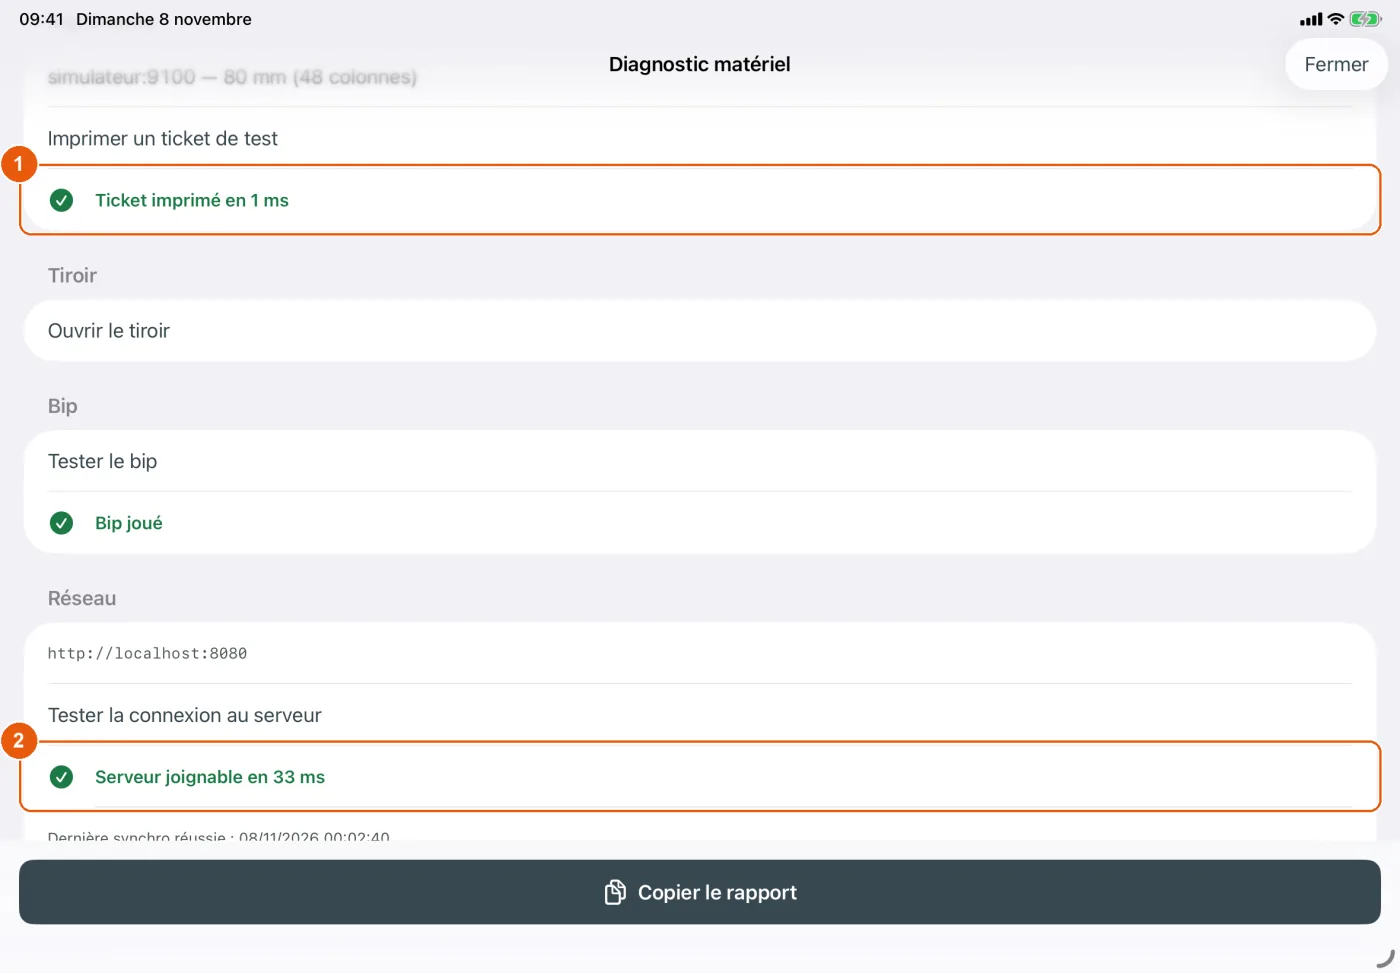 09:41 Dimanche 8 novembre
Diagnostic matériel
Fermer
simulateur:9100 — 80 mm (48 colonnes)
Imprimer un ticket de test
1
Ticket imprimé en 1 ms
Tiroir
Ouvrir le tiroir
Bip
Tester le bip
Bip joué
Réseau
http://localhost:8080
Tester la connexion au serveur
2
Serveur joignable en 33 ms
Dernière synchro réussie : 08/11/2026 00:02:40
Copier le rapport